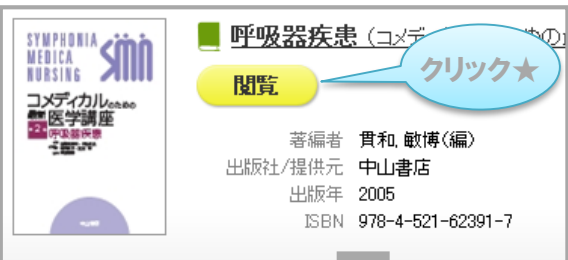 SYMPHONIA
MEDICA
NURSING
コメディカルのための
医学講座
呼吸器疾患
呼吸器疾患（コメデ
クリック★
閲覧
著編者 貫和, 敏博（編）
出版社/提供元 中山書店
出版年 2005
ISBN 978-4-521-62391-7